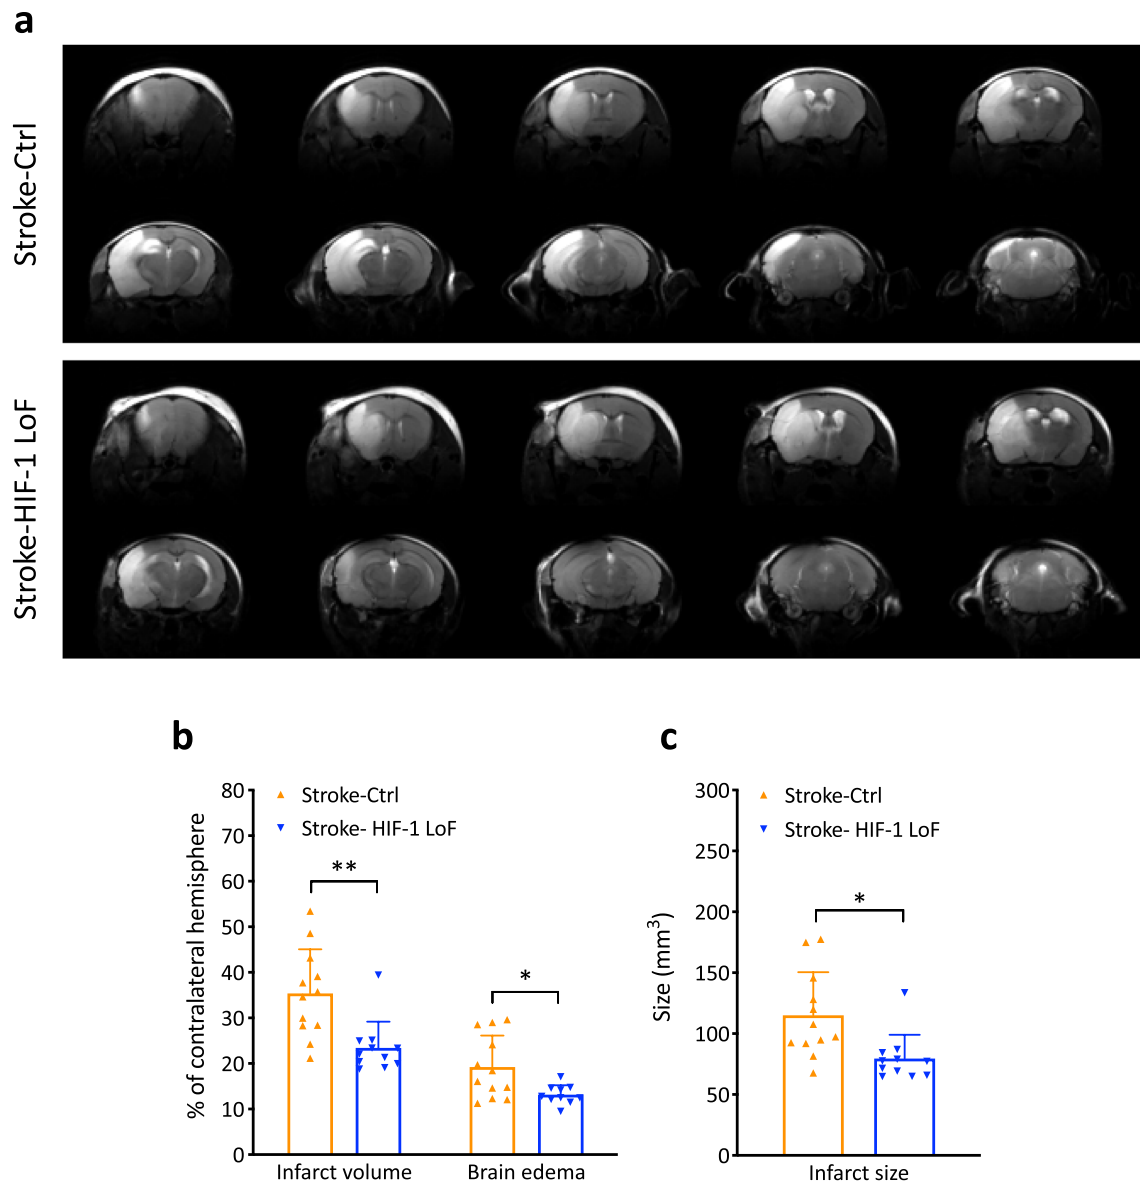 a
Stroke-Ctrl
Stroke-HIF-1 LoF
b
% of contralateral hemisphere
80
70
60
50
40
30
20
10
0
Stroke-Ctrl
Stroke- HIF-1 LoF
**
*
Infarct volume
Brain edema
c
Size (mm³)
300
250
200
150
100
50
0
Stroke-Ctrl
Stroke- HIF-1 LoF
*
Infarct size